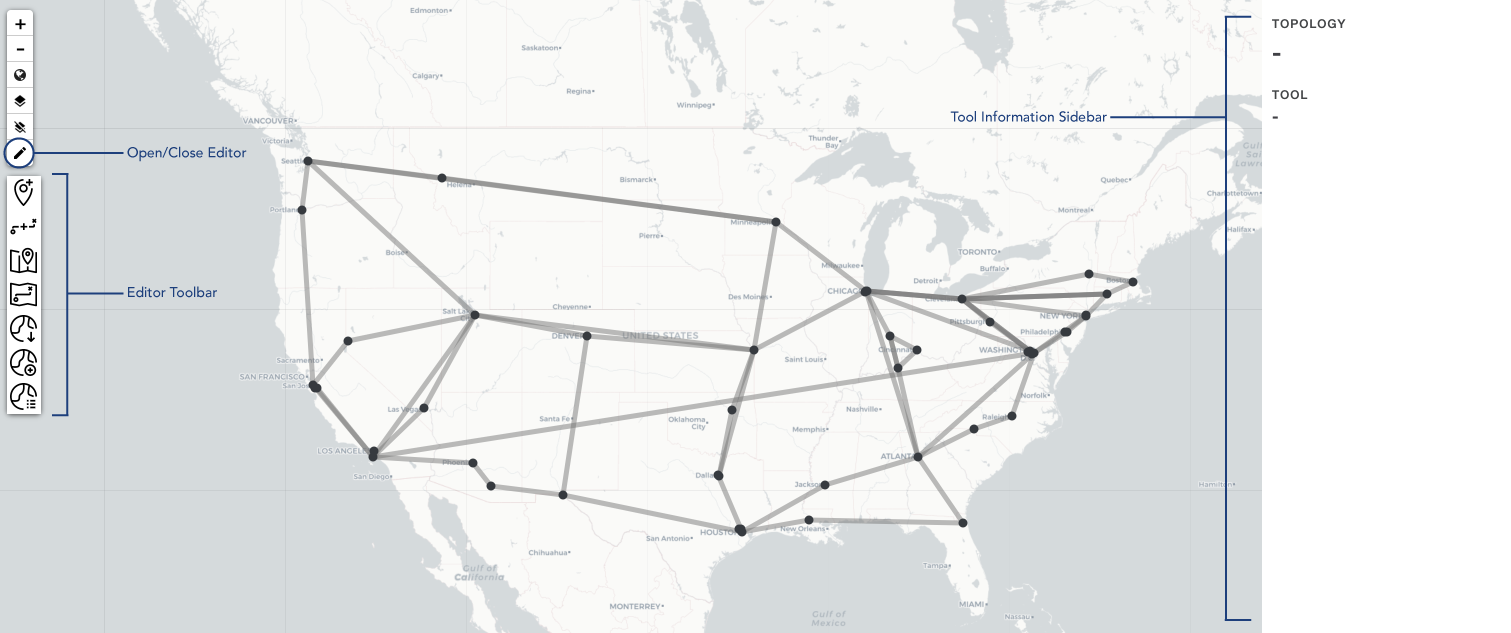 +
-
Open/Close Editor
Editor Toolbar
Tool Information Sidebar
TOPOLOGY
-
TOOL
-
Edmonton
Saskatoon
Calgary
Regina
Winnipeg
VANCOUVER
Victoria
Thunder
Bay
Seattle
Helena
Bismarck
Quebec
Charlottetown
Portland
Minneapolis
Montreal
Halifax
Pierre
Boise
TORONTO
Buffalo
Milwaukee
Detroit
CHICAGO
Cleveland
Boston
Des Moines
Cheyenne
Salt Lake
City
DENVER
UNITED STATES
Pittsburgh
NEW YORK
Philadelphia
WASHINGTON
Cincinnati
Saint Louis
Sacramento
SAN FRANCISCO
San Jose
Norfolk
Las Vegas
Santa Fe
Oklahoma
City
Nashville
Raleigh
Memphis
LOS ANGELES
ATLANTA
Phoenix
San Diego
Dallas
Jackson
Hamilton
HOUSTON
New Orleans
San Antonio
Chihuahua
Tampa
Gulf of
California
MONTERREY
Gulf of
Mexico
MIAMI
Nassau